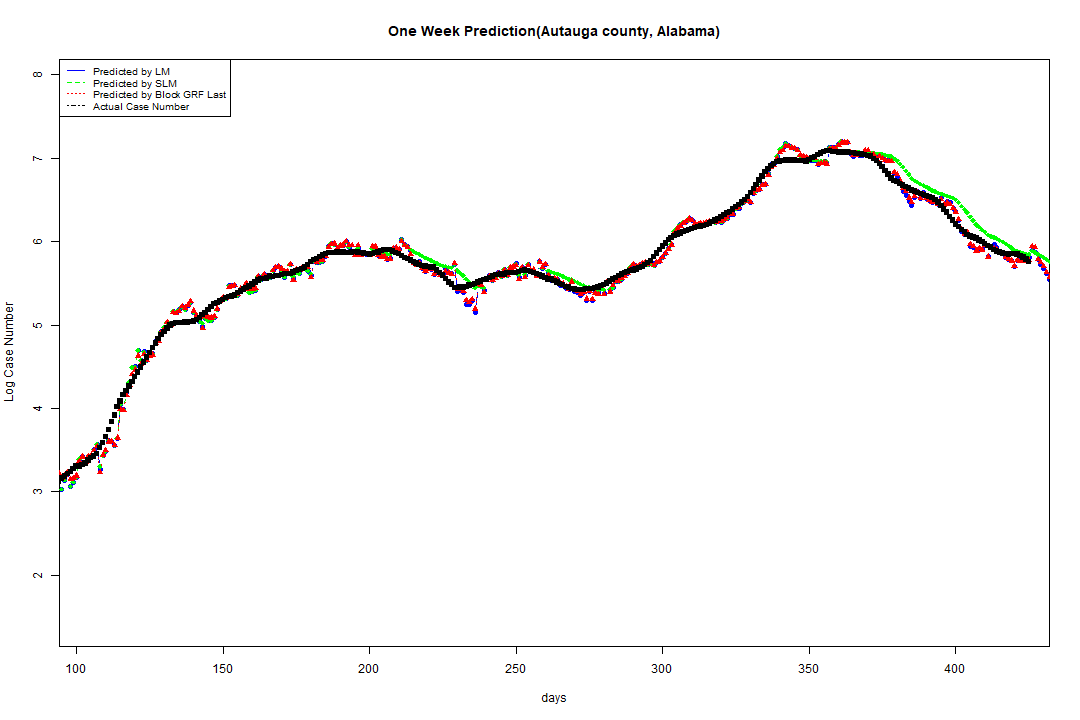 One Week Prediction(Autauga county, Alabama)
Predicted by LM
Predicted by SLM
Predicted by Block GRF Last
Actual Case Number
Log Case Number
8
7
6
5
4
3
2
100 150 200 250 300 350 400
days